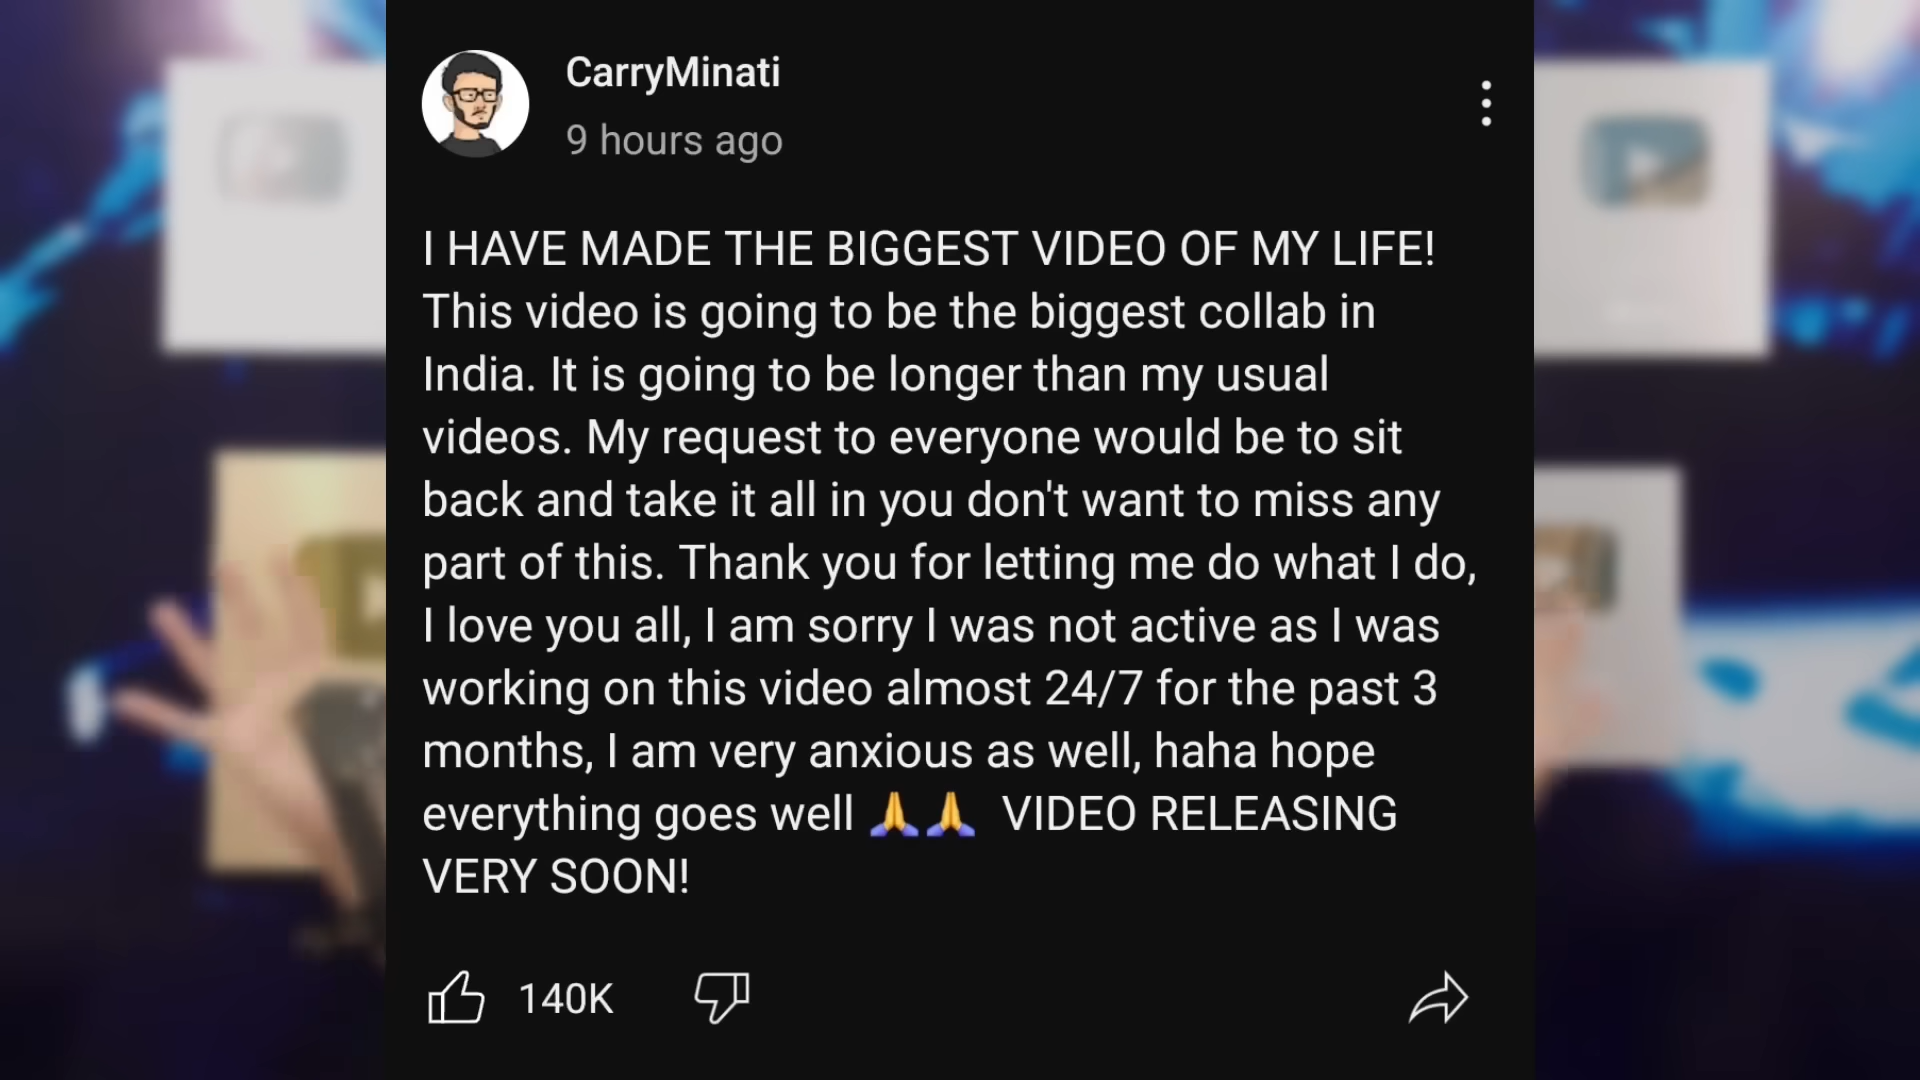 CarryMinati
9 hours ago
I HAVE MADE THE BIGGEST VIDEO OF MY LIFE!
This video is going to be the biggest collab in
India. It is going to be longer than my usual
videos. My request to everyone would be to sit
back and take it all in you don't want to miss any
part of this. Thank you for letting me do what I do,
I love you all, I am sorry I was not active as I was
working on this video almost 24/7 for the past 3
months, I am very anxious as well, haha hope
everything goes well 🙏🙏 VIDEO RELEASING
VERY SOON!
140K